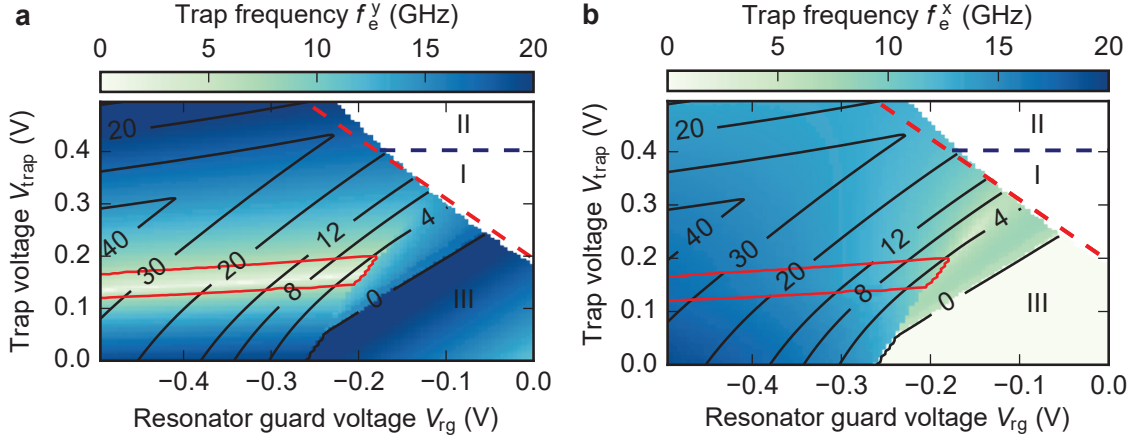 a
Trap frequency f_e^y (GHz)
0 5 10 15 20
Trap voltage V_trap (V)
0.4
0.3
0.2
0.1
0.0
20
40
30
20
12
8
4
0
II
I
III
−0.4 −0.3 −0.2 −0.1 0.0
Resonator guard voltage V_rg (V)
b
Trap frequency f_e^x (GHz)
0 5 10 15 20
Trap voltage V_trap (V)
0.4
0.3
0.2
0.1
0.0
20
40
30
20
12
8
4
0
II
I
III
−0.4 −0.3 −0.2 −0.1 0.0
Resonator guard voltage V_rg (V)